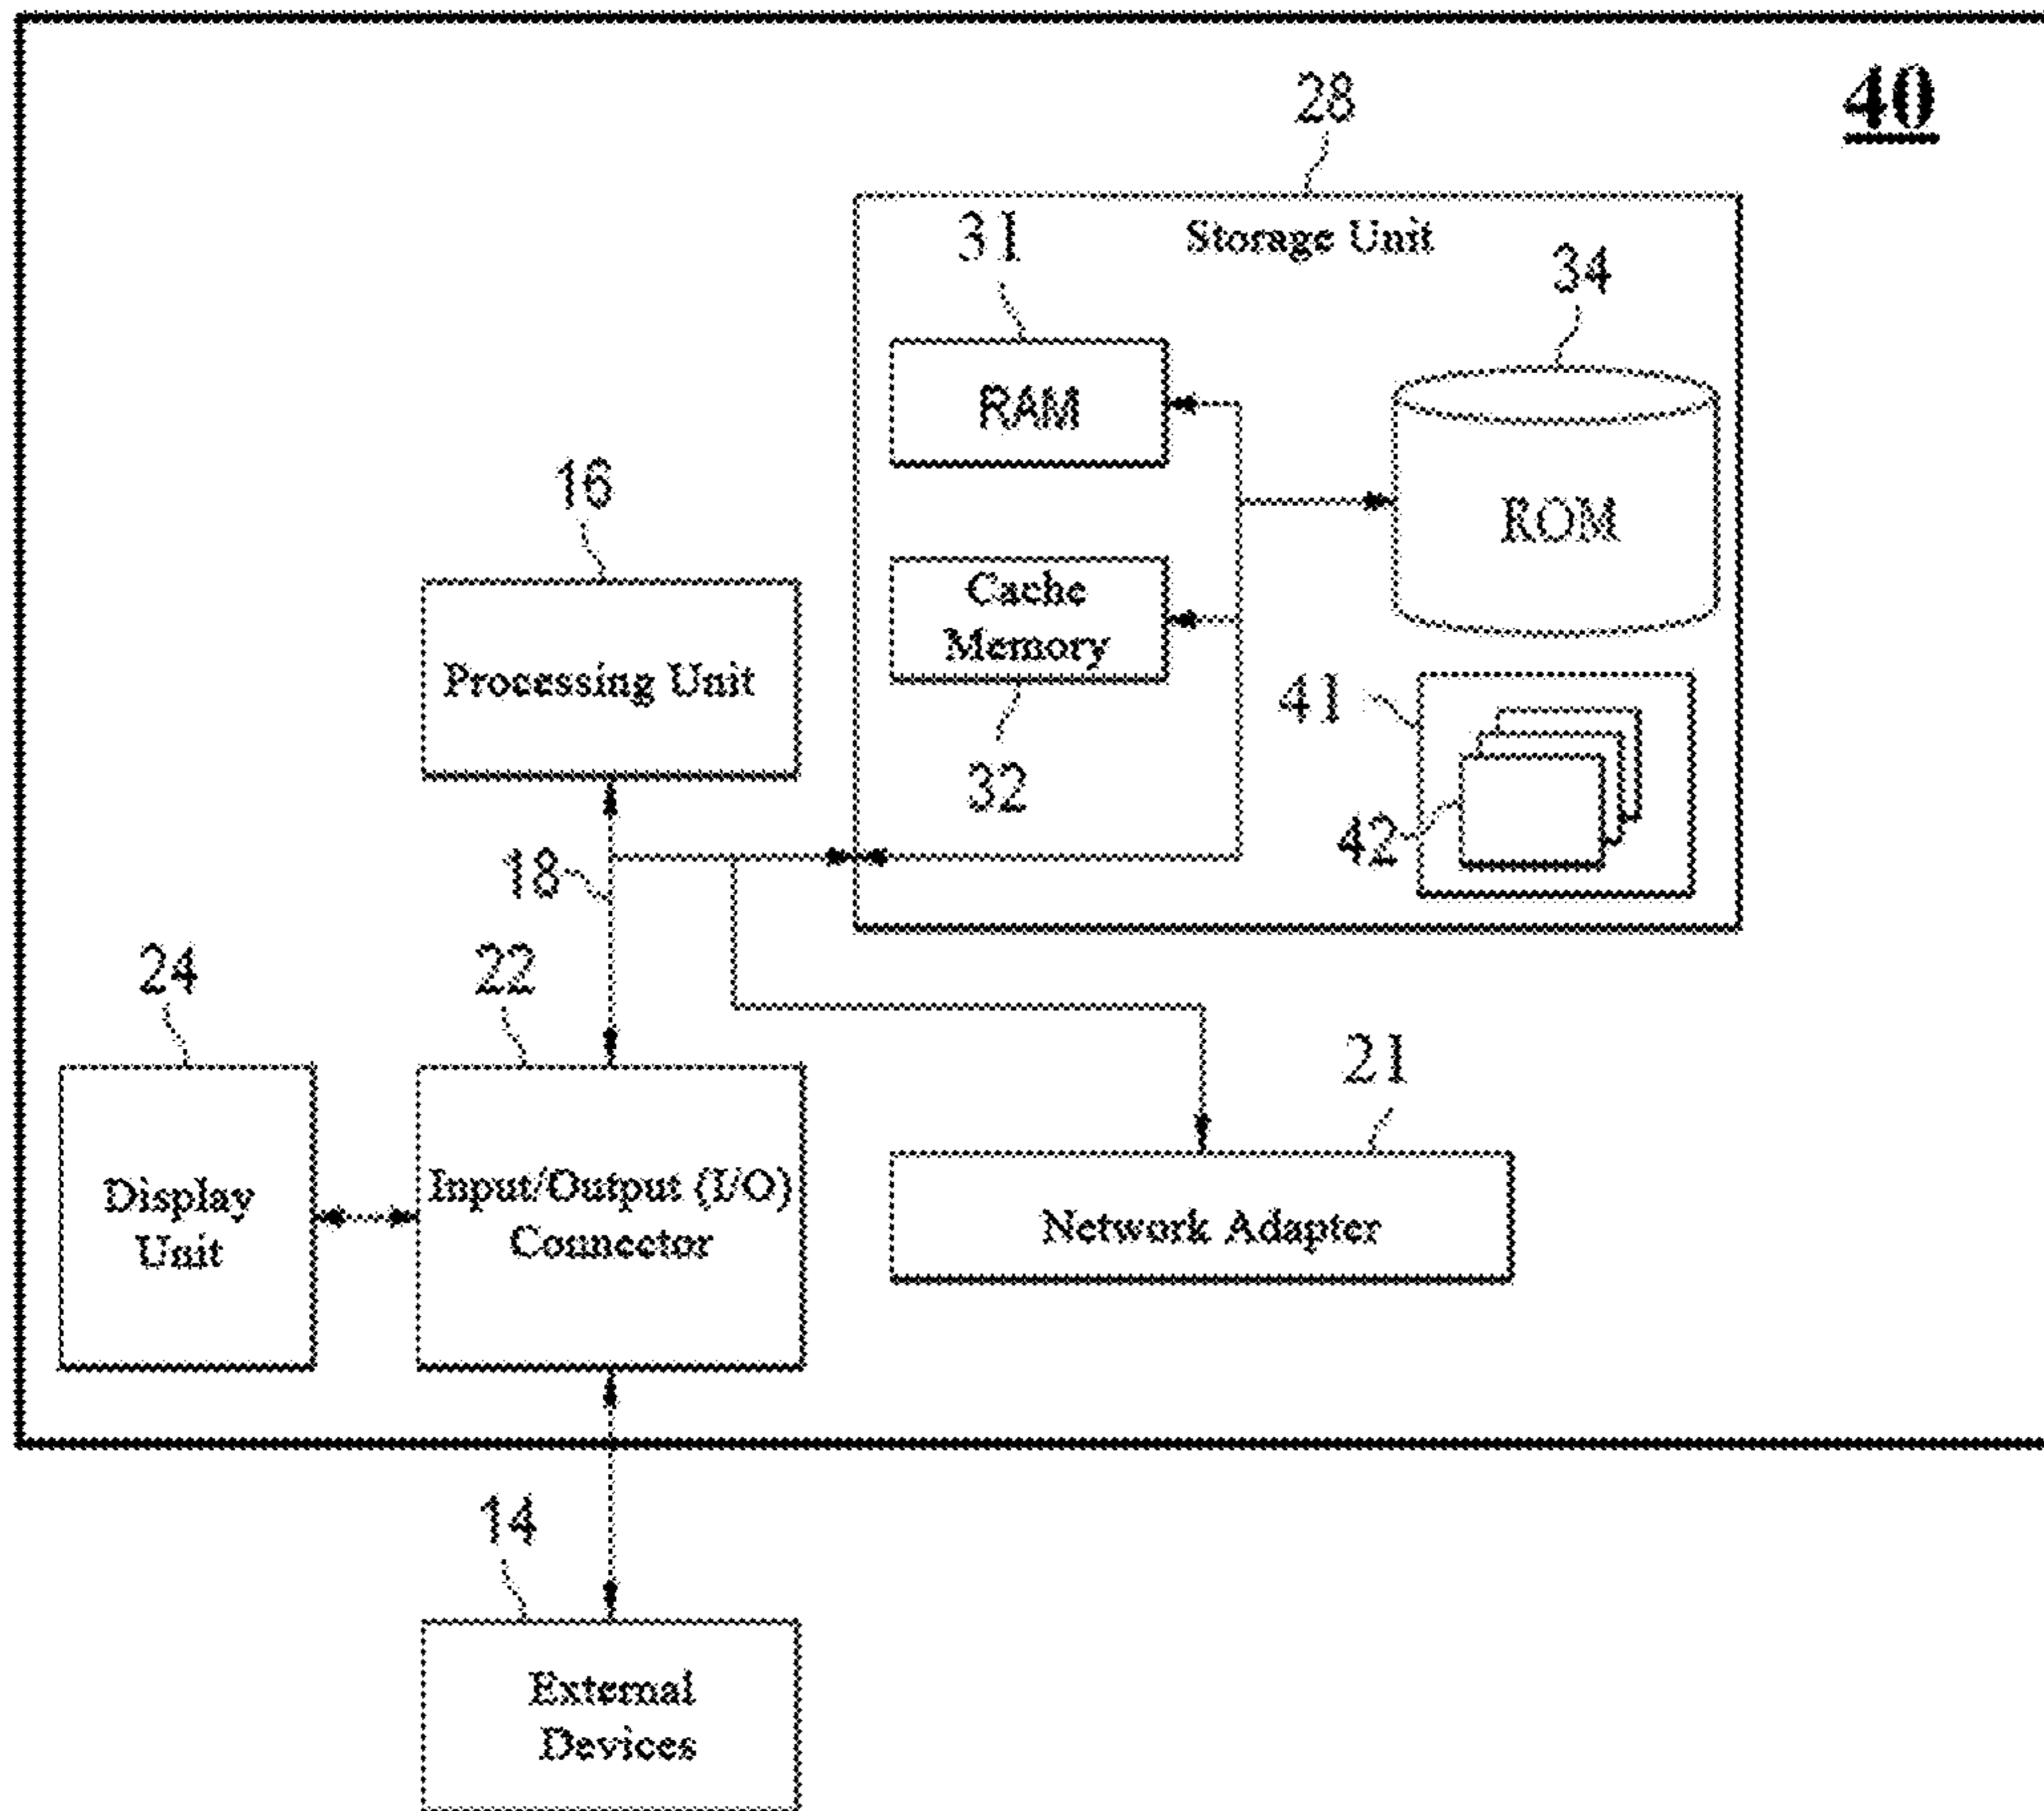 40
28
Storage Unit
31
34
RAM
16
ROM
Cache
Memory
Processing Unit
41
32
42
18
24
22
21
Display
Unit
Input/Output (I/O)
Connector
Network Adapter
14
External
Devices